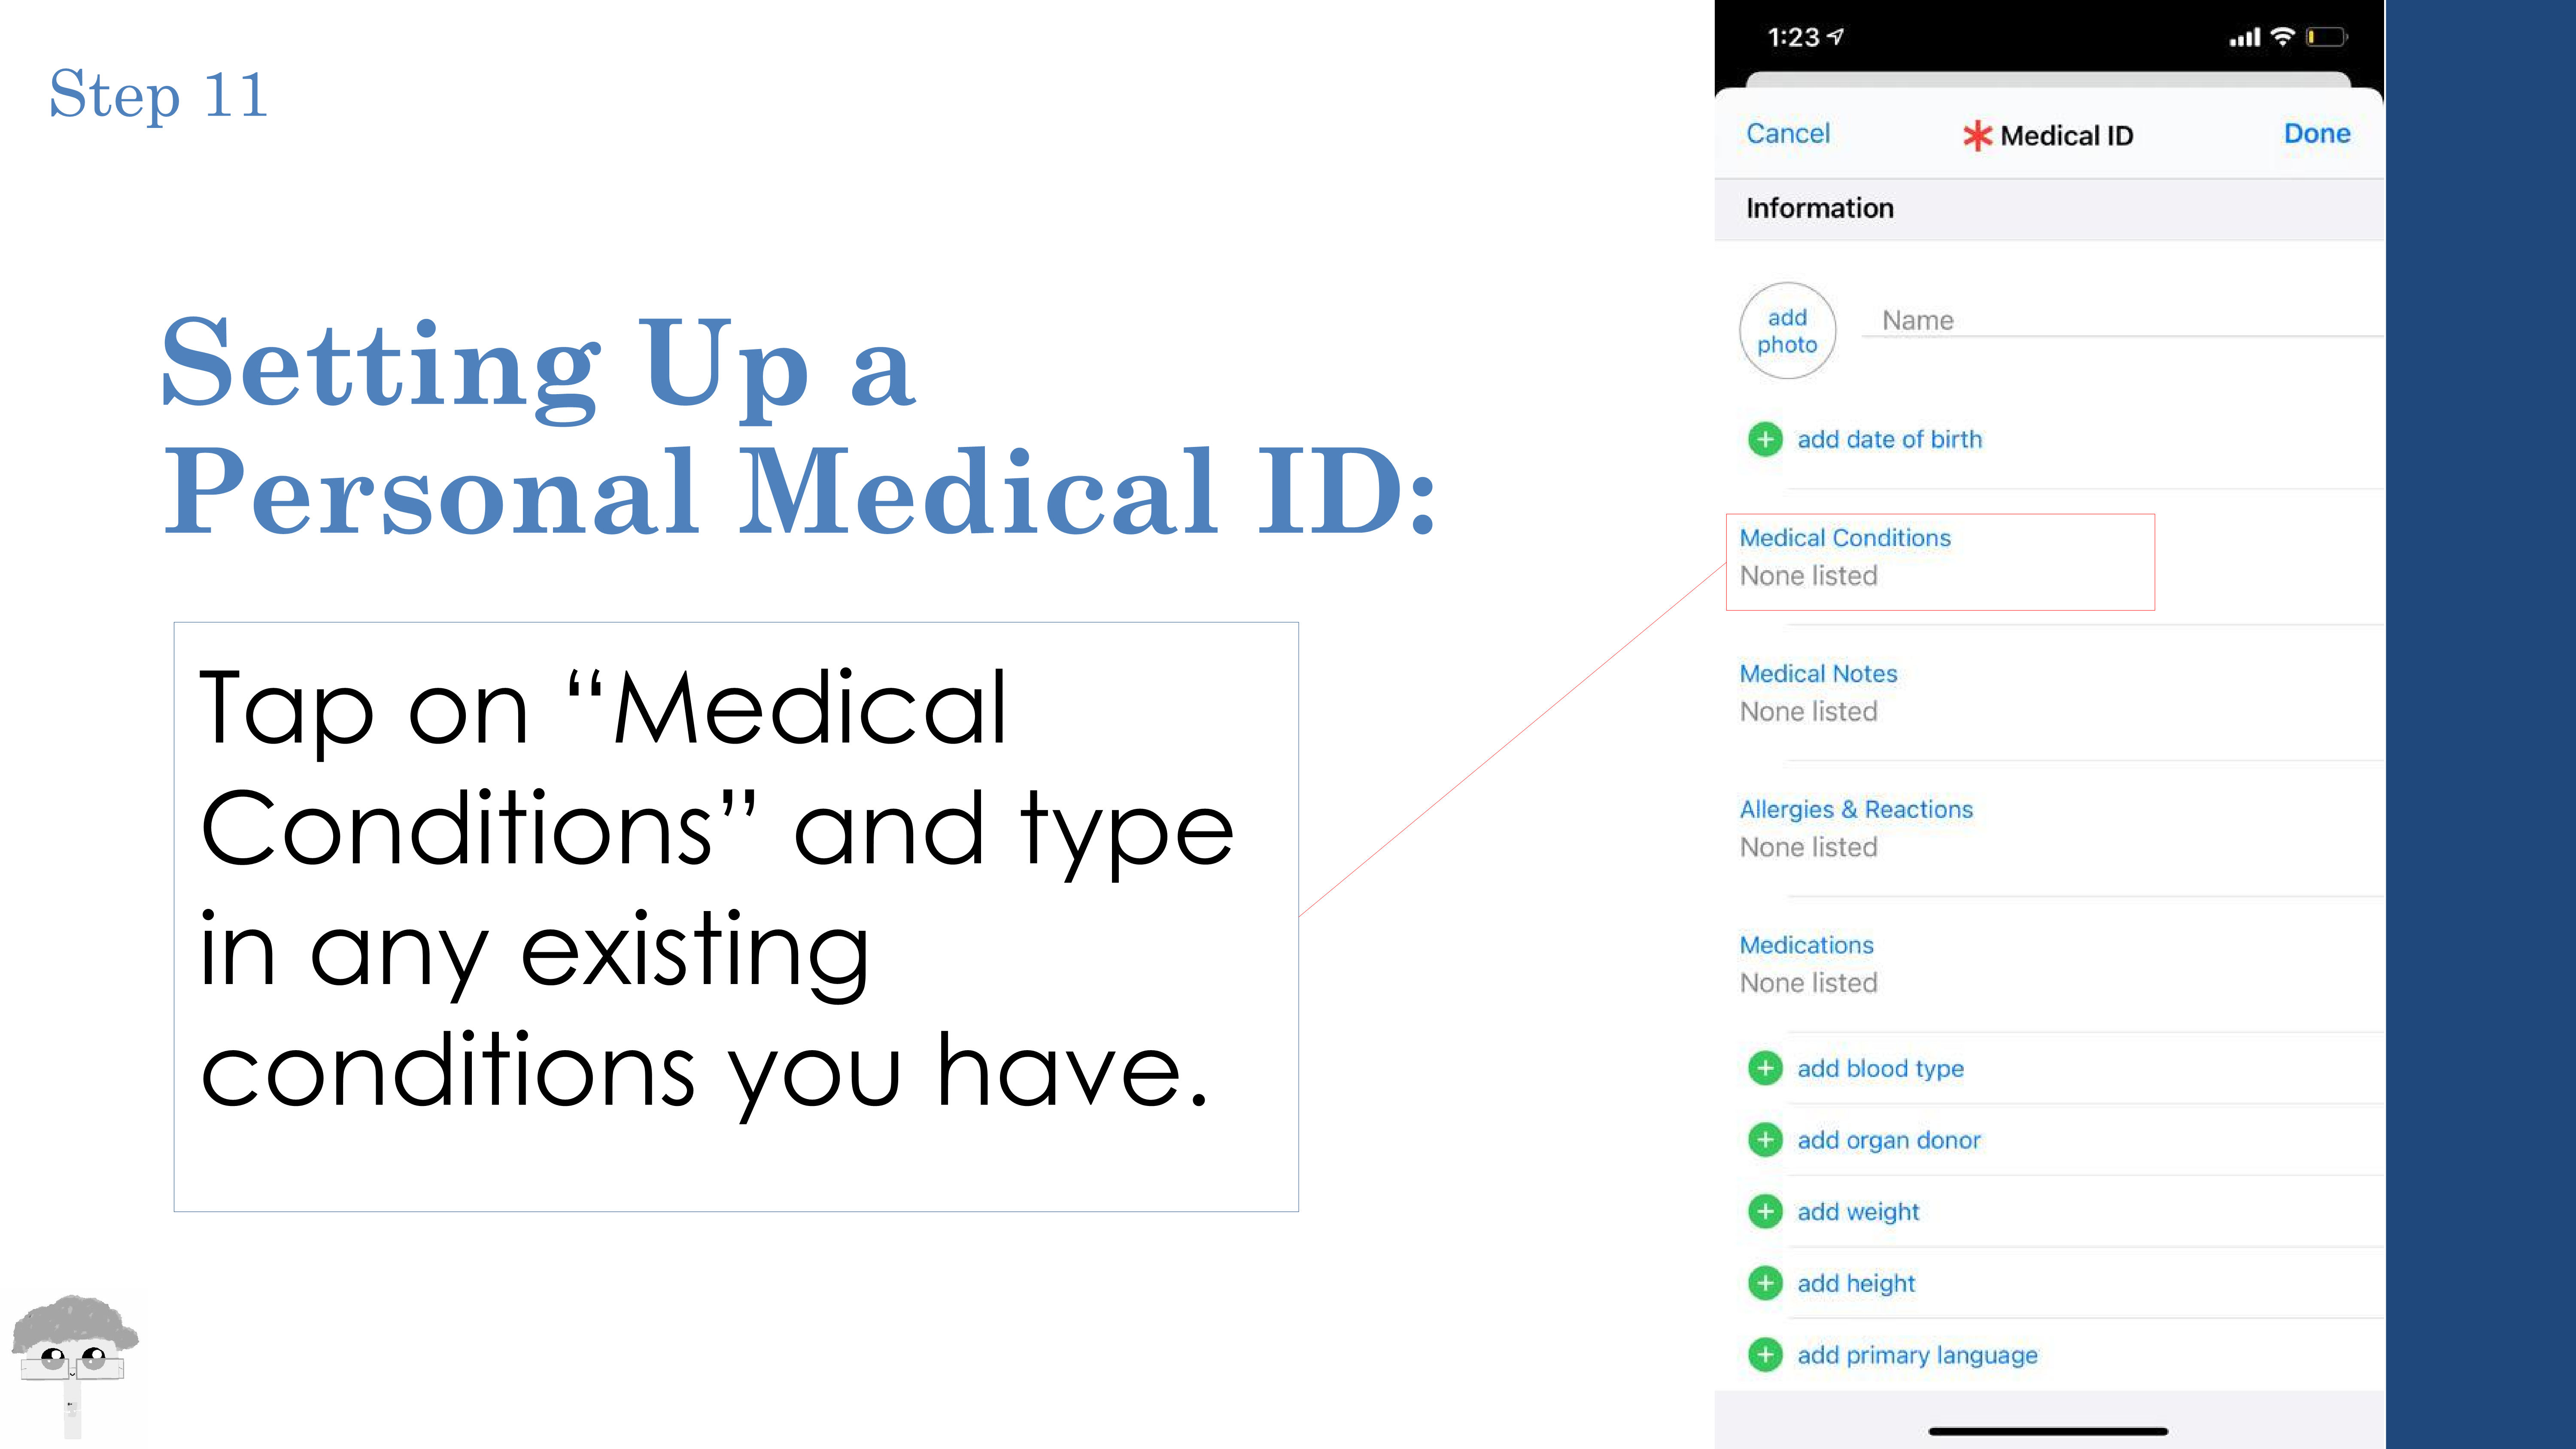 Step 11
Setting Up a
Personal Medical ID:
Tap on “Medical
Conditions” and type
in any existing
conditions you have.
1:23
Cancel
Medical ID
Done
Information
add
photo
Name
add date of birth
Medical Conditions
None listed
Medical Notes
None listed
Allergies & Reactions
None listed
Medications
None listed
add blood type
add organ donor
add weight
add height
add primary language